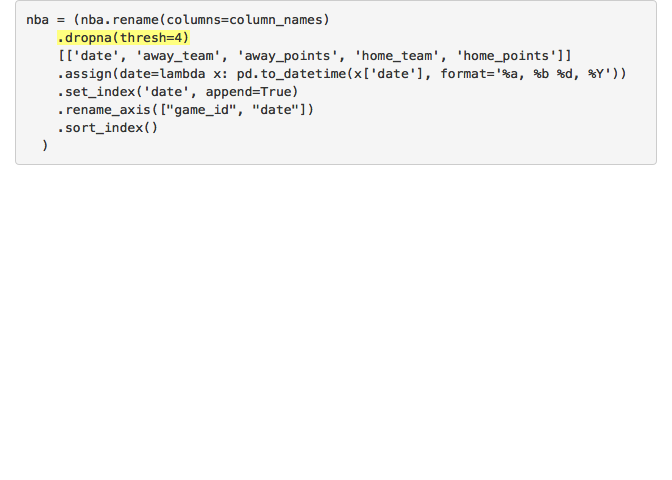 nba = (nba.rename(columns=column_names)
    .dropna(thresh=4)
    [['date', 'away_team', 'away_points', 'home_team', 'home_points']]
    .assign(date=lambda x: pd.to_datetime(x['date'], format='%a, %b %d, %Y'))
    .set_index('date', append=True)
    .rename_axis(["game_id", "date"])
    .sort_index()
  )